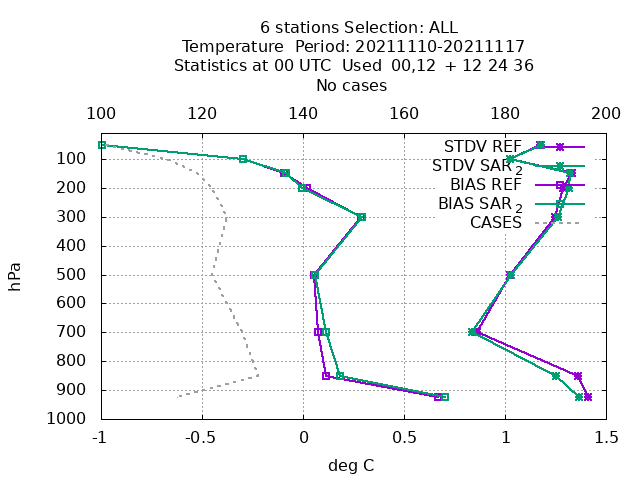 6 stations Selection: ALL
Temperature  Period: 20211110-20211117
Statistics at 00 UTC  Used  00,12  + 12 24 36
No cases
100 120 140 160 180 200
STDV REF
STDV SAR_2
BIAS REF
BIAS SAR_2
CASES
hPa
100
200
300
400
500
600
700
800
900
1000
-1 -0.5 0 0.5 1 1.5
deg C